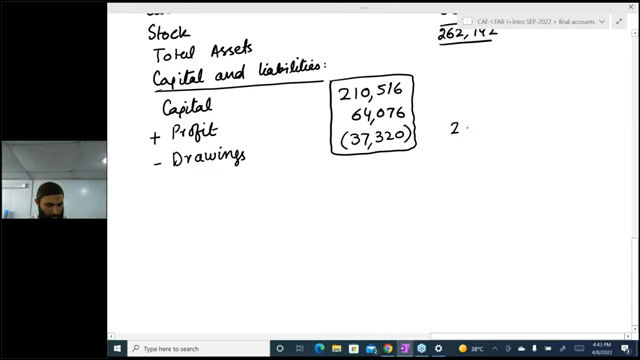 CAF-1 FAR-I+Intro SEP-2022 > final accounts
Stock
262,142
Total Assets
Capital and liabilities:
Capital 210,516
+ Profit 64,076
- Drawings (37,320) 2
Type here to search
38°C
4:43 PM
4/8/2022